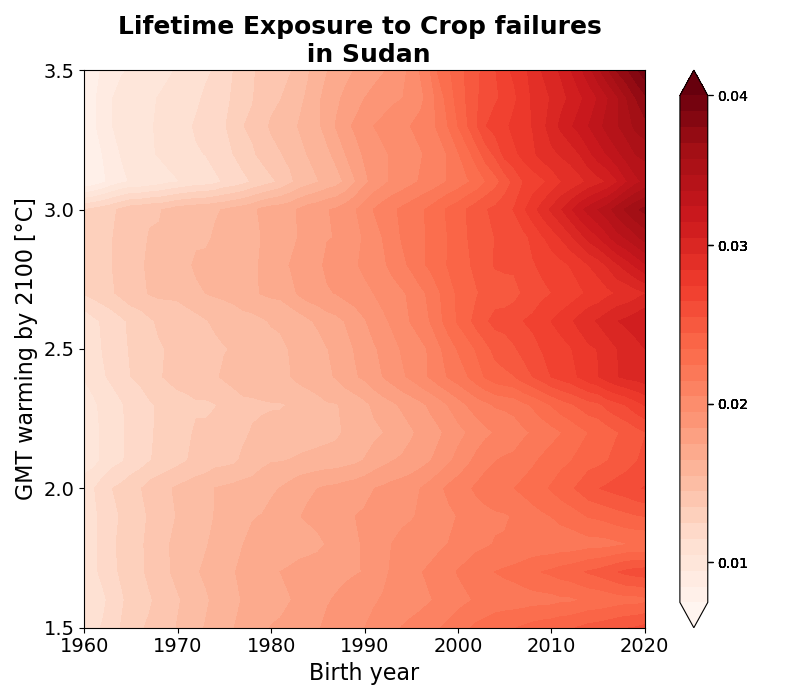 Lifetime Exposure to Crop failures
in Sudan
3.5
3.0
2.5
2.0
1.5
GMT warming by 2100 [°C]
1960 1970 1980 1990 2000 2010 2020
Birth year
0.04
0.03
0.02
0.01